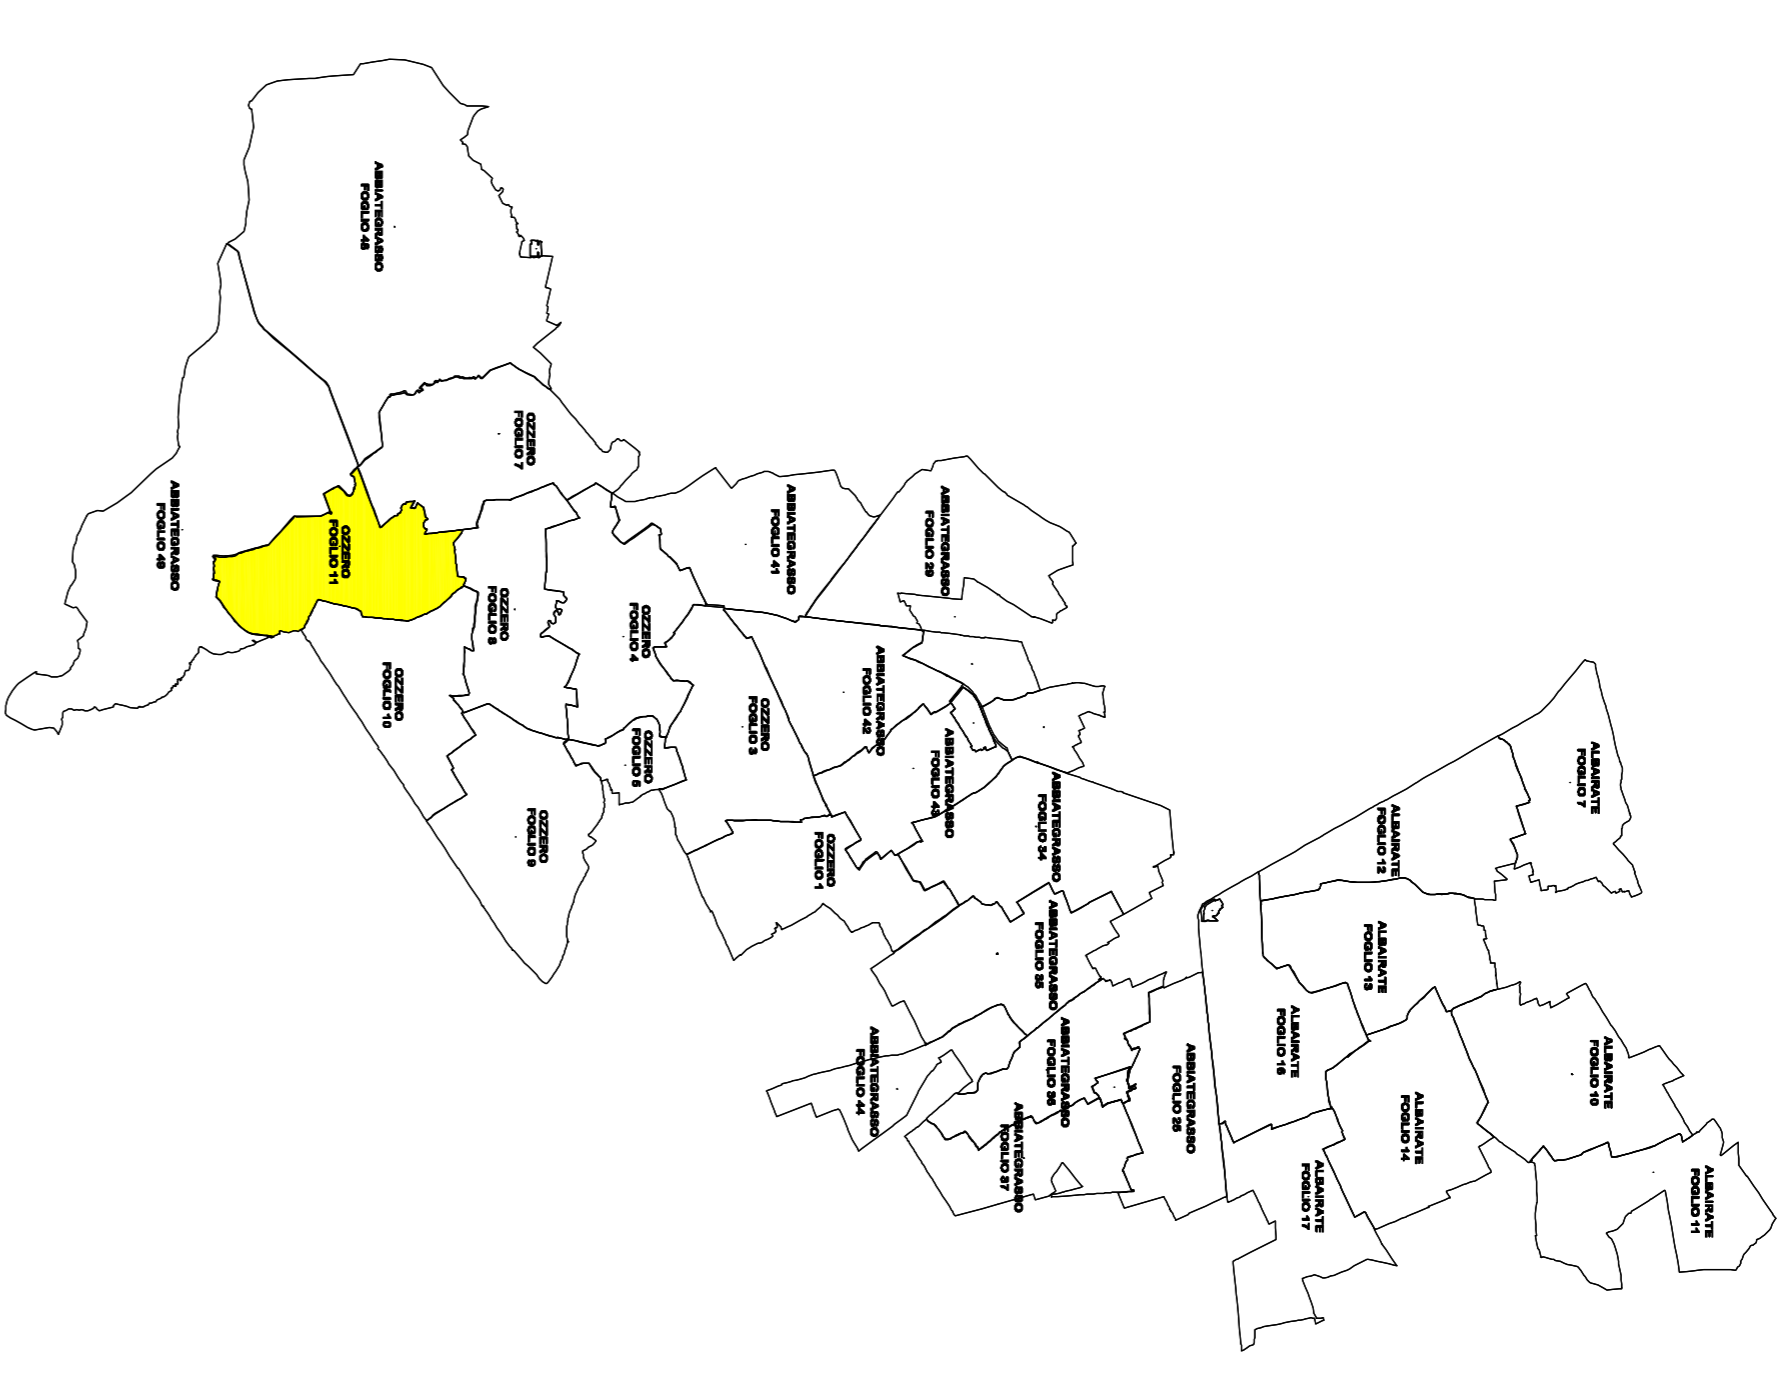 ABBIATEGRASSO
FOGLIO 48
OZZERO
FOGLIO 7
ABBIATEGRASSO
FOGLIO 49
OZZERO
FOGLIO 11
OZZERO
FOGLIO 8
OZZERO
FOGLIO 10
OZZERO
FOGLIO 9
OZZERO
FOGLIO 4
OZZERO
FOGLIO 5
OZZERO
FOGLIO 3
OZZERO
FOGLIO 1
ABBIATEGRASSO
FOGLIO 41
ABBIATEGRASSO
FOGLIO 29
ABBIATEGRASSO
FOGLIO 42
ABBIATEGRASSO
FOGLIO 43
ABBIATEGRASSO
FOGLIO 34
ABBIATEGRASSO
FOGLIO 35
ABBIATEGRASSO
FOGLIO 44
ABBIATEGRASSO
FOGLIO 36
ABBIATEGRASSO
FOGLIO 37
ABBIATEGRASSO
FOGLIO 25
ALBAIRATE
FOGLIO 7
ALBAIRATE
FOGLIO 12
ALBAIRATE
FOGLIO 13
ALBAIRATE
FOGLIO 16
ALBAIRATE
FOGLIO 10
ALBAIRATE
FOGLIO 14
ALBAIRATE
FOGLIO 17
ALBAIRATE
FOGLIO 11